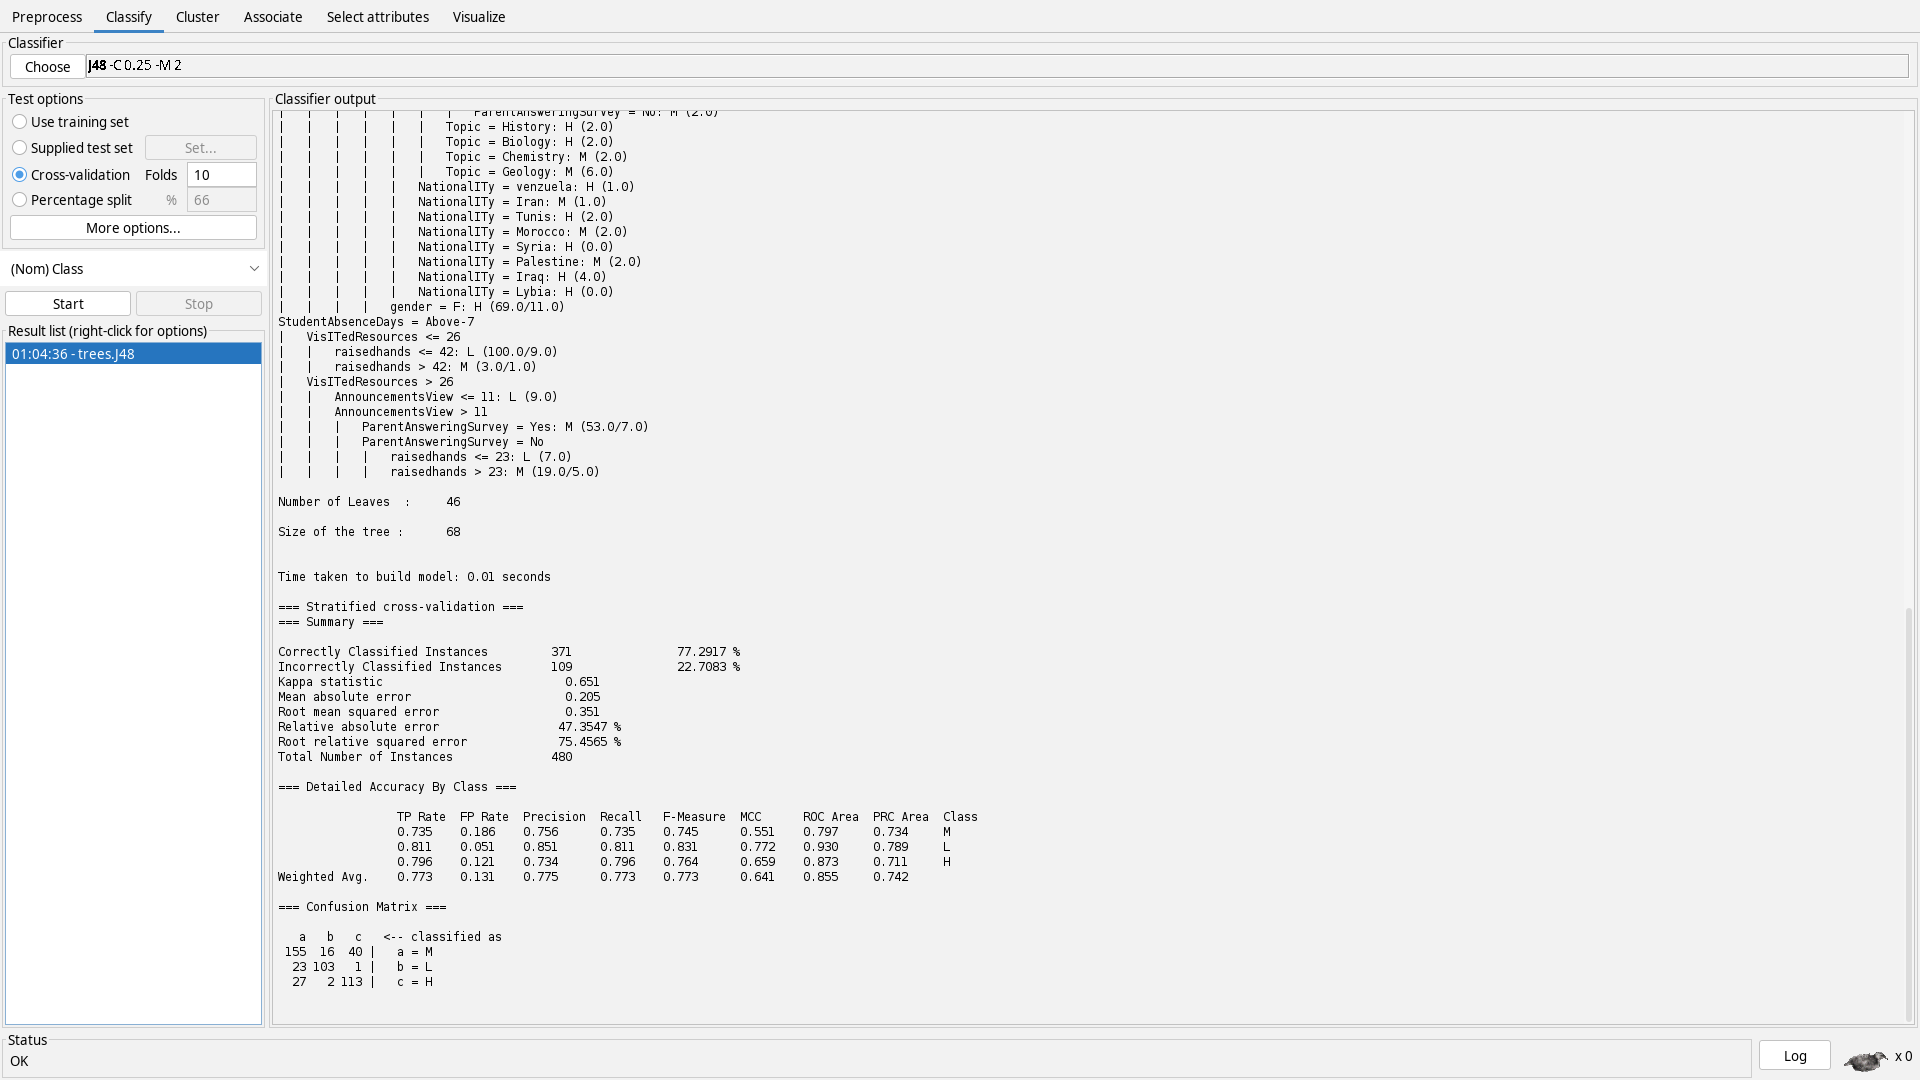 Preprocess Classify Cluster Associate Select attributes Visualize
Classifier
Choose J48 -C 0.25 -M 2
Test options
Use training set
Supplied test set Set...
Cross-validation Folds 10
Percentage split % 66
More options...
(Nom) Class
Start Stop
Result list (right-click for options)
01:04:36 - trees.J48
Classifier output
| | | | | | | ParentAnsweringSurvey = No: M (2.0)
| | | | | | Topic = History: H (2.0)
| | | | | | Topic = Biology: H (2.0)
| | | | | | Topic = Chemistry: M (2.0)
| | | | | | Topic = Geology: M (6.0)
| | | | | NationalITy = venzuela: H (1.0)
| | | | | NationalITy = Iran: M (1.0)
| | | | | NationalITy = Tunis: H (2.0)
| | | | | NationalITy = Morocco: M (2.0)
| | | | | NationalITy = Syria: H (0.0)
| | | | | NationalITy = Palestine: M (2.0)
| | | | | NationalITy = Iraq: H (4.0)
| | | | | NationalITy = Lybia: H (0.0)
| | | | gender = F: H (69.0/11.0)
StudentAbsenceDays = Above-7
| VisITedResources <= 26
| | raisedhands <= 42: L (100.0/9.0)
| | raisedhands > 42: M (3.0/1.0)
| VisITedResources > 26
| | AnnouncementsView <= 11: L (9.0)
| | AnnouncementsView > 11
| | | ParentAnsweringSurvey = Yes: M (53.0/7.0)
| | | ParentAnsweringSurvey = No
| | | | raisedhands <= 23: L (7.0)
| | | | raisedhands > 23: M (19.0/5.0)
Number of Leaves : 46
Size of the tree : 68
Time taken to build model: 0.01 seconds
=== Stratified cross-validation ===
=== Summary ===
Correctly Classified Instances 371 77.2917 %
Incorrectly Classified Instances 109 22.7083 %
Kappa statistic 0.651
Mean absolute error 0.205
Root mean squared error 0.351
Relative absolute error 47.3547 %
Root relative squared error 75.4565 %
Total Number of Instances 480
=== Detailed Accuracy By Class ===
TP Rate FP Rate Precision Recall F-Measure MCC ROC Area PRC Area Class
0.735 0.186 0.756 0.735 0.745 0.551 0.797 0.734 M
0.811 0.051 0.851 0.811 0.831 0.772 0.930 0.789 L
0.796 0.121 0.734 0.796 0.764 0.659 0.873 0.711 H
Weighted Avg. 0.773 0.131 0.775 0.773 0.773 0.641 0.855 0.742
=== Confusion Matrix ===
a b c <-- classified as
155 16 40 | a = M
23 103 1 | b = L
27 2 113 | c = H
Status
OK
Log x 0